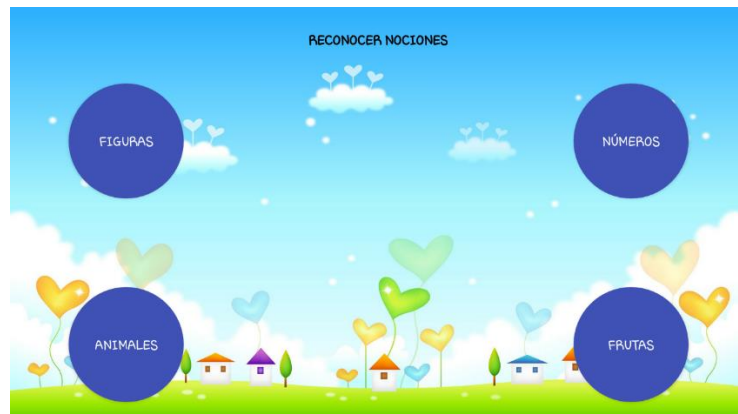 RECONOCER NOCIONES
FIGURAS
NÚMEROS
ANIMALES
FRUTAS